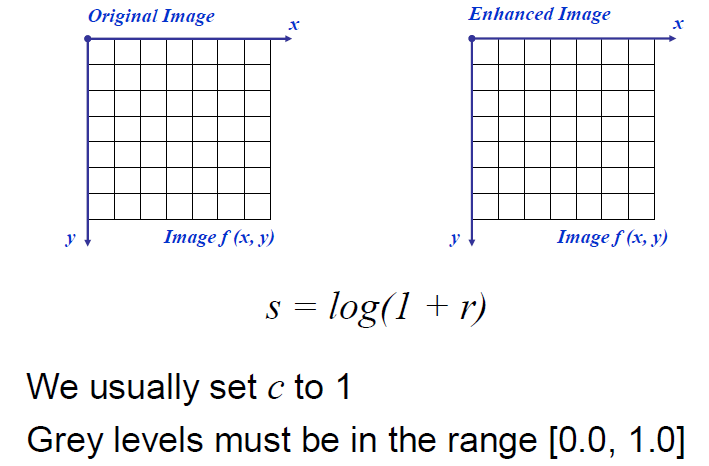 Original Image
x
Enhanced Image
x
y
Image f (x, y)
y
Image f (x, y)
s = log(1 + r)
We usually set c to 1
Grey levels must be in the range [0.0, 1.0]